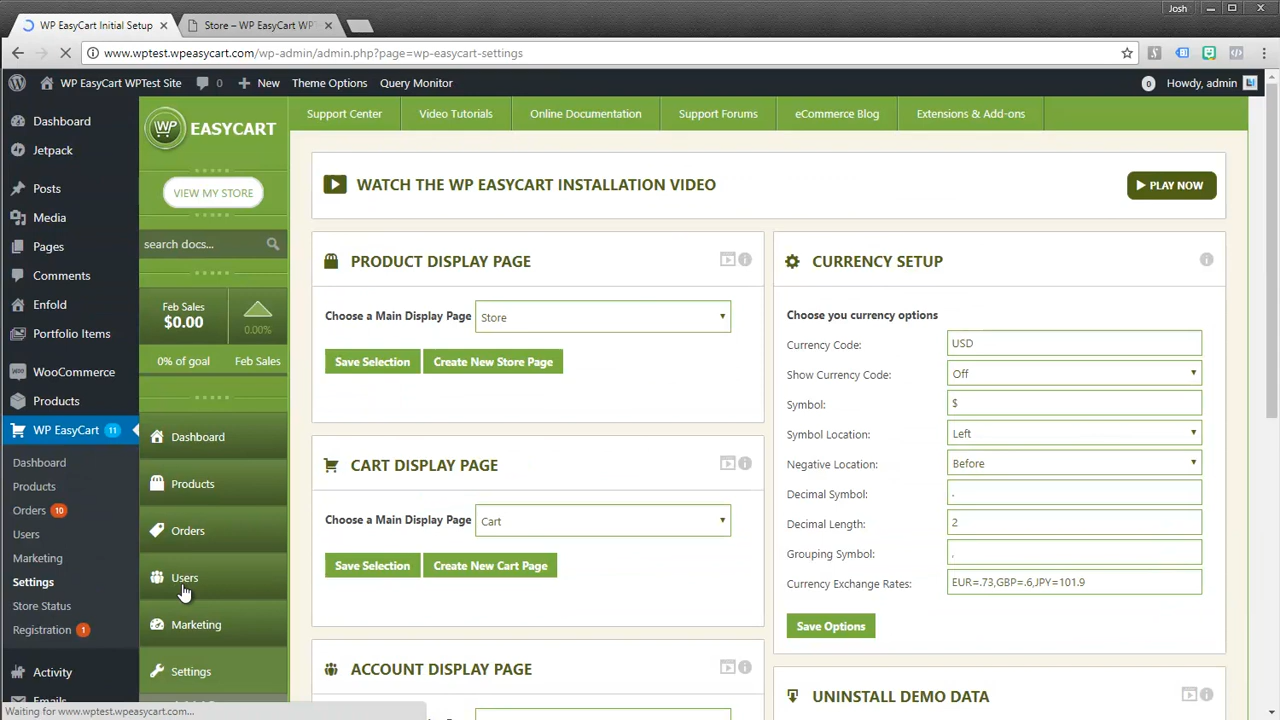 Josh
WP EasyCart Initial Setup
Store – WP EasyCart WPT
www.wptest.wpeasycart.com/wp-admin/admin.php?page=wp-easycart-settings
WP EasyCart WPTest Site
0
New
Theme Options
Query Monitor
0
Howdy, admin
Dashboard
Jetpack
Posts
Media
Pages
Comments
Enfold
Portfolio Items
WooCommerce
Products
WP EasyCart 11
Dashboard
Products
Orders 10
Users
Marketing
Settings
Store Status
Registration 1
Activity
Emails
WP EASYCART
VIEW MY STORE
search docs...
Feb Sales
$0.00
0.00%
0% of goal
Feb Sales
Dashboard
Products
Orders
Users
Marketing
Settings
Support Center
Video Tutorials
Online Documentation
Support Forums
eCommerce Blog
Extensions & Add-ons
WATCH THE WP EASYCART INSTALLATION VIDEO
PLAY NOW
PRODUCT DISPLAY PAGE
Choose a Main Display Page
Store
Save Selection
Create New Store Page
CART DISPLAY PAGE
Choose a Main Display Page
Cart
Save Selection
Create New Cart Page
ACCOUNT DISPLAY PAGE
CURRENCY SETUP
Choose you currency options
Currency Code: USD
Show Currency Code: Off
Symbol: $
Symbol Location: Left
Negative Location: Before
Decimal Symbol: .
Decimal Length: 2
Grouping Symbol: ,
Currency Exchange Rates: EUR=.73,GBP=.6,JPY=101.9
Save Options
UNINSTALL DEMO DATA
Waiting for www.wptest.wpeasycart.com...